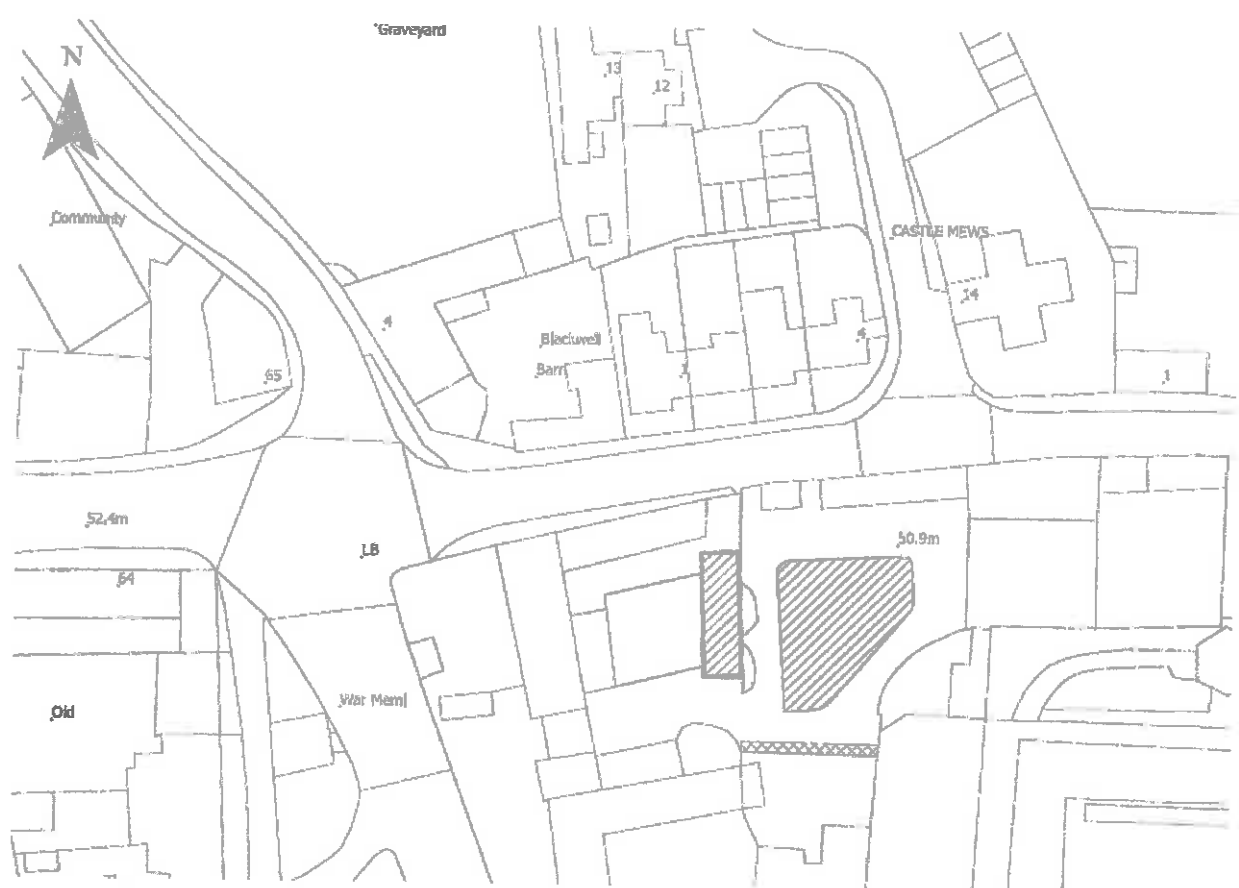 Graveyard
N
13
12
Community
CASTLE MEWS
14
4
Blackwell
Barn
4
65
1
1
52.4m
LB
50.9m
64
War Meml
Old